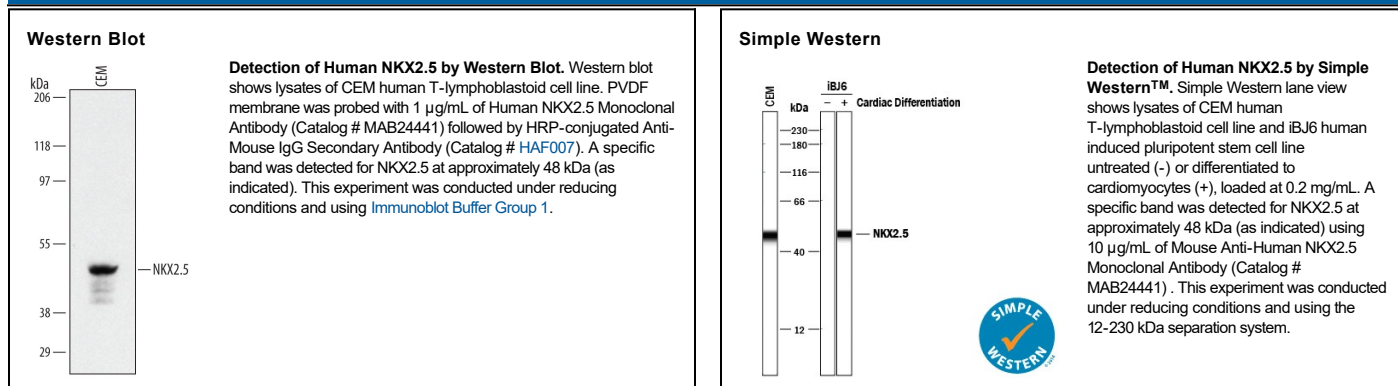 Western Blot
CEM
kDa
206
118
97
55
NKX2.5
38
29
Detection of Human NKX2.5 by Western Blot. Western blot
shows lysates of CEM human T-lymphoblastoid cell line. PVDF
membrane was probed with 1 µg/mL of Human NKX2.5 Monoclonal
Antibody (Catalog # MAB24441) followed by HRP-conjugated Anti-
Mouse IgG Secondary Antibody (Catalog # HAF007). A specific
band was detected for NKX2.5 at approximately 48 kDa (as
indicated). This experiment was conducted under reducing
conditions and using Immunoblot Buffer Group 1.
Simple Western
CEM
iBJ6
kDa
– + Cardiac Differentiation
230
180
116
66
NKX2.5
40
12
SIMPLE
WESTERN
Detection of Human NKX2.5 by Simple
Western™. Simple Western lane view
shows lysates of CEM human
T-lymphoblastoid cell line and iBJ6 human
induced pluripotent stem cell line
untreated (-) or differentiated to
cardiomyocytes (+), loaded at 0.2 mg/mL. A
specific band was detected for NKX2.5 at
approximately 48 kDa (as indicated) using
10 µg/mL of Mouse Anti-Human NKX2.5
Monoclonal Antibody (Catalog #
MAB24441) . This experiment was conducted
under reducing conditions and using the
12-230 kDa separation system.